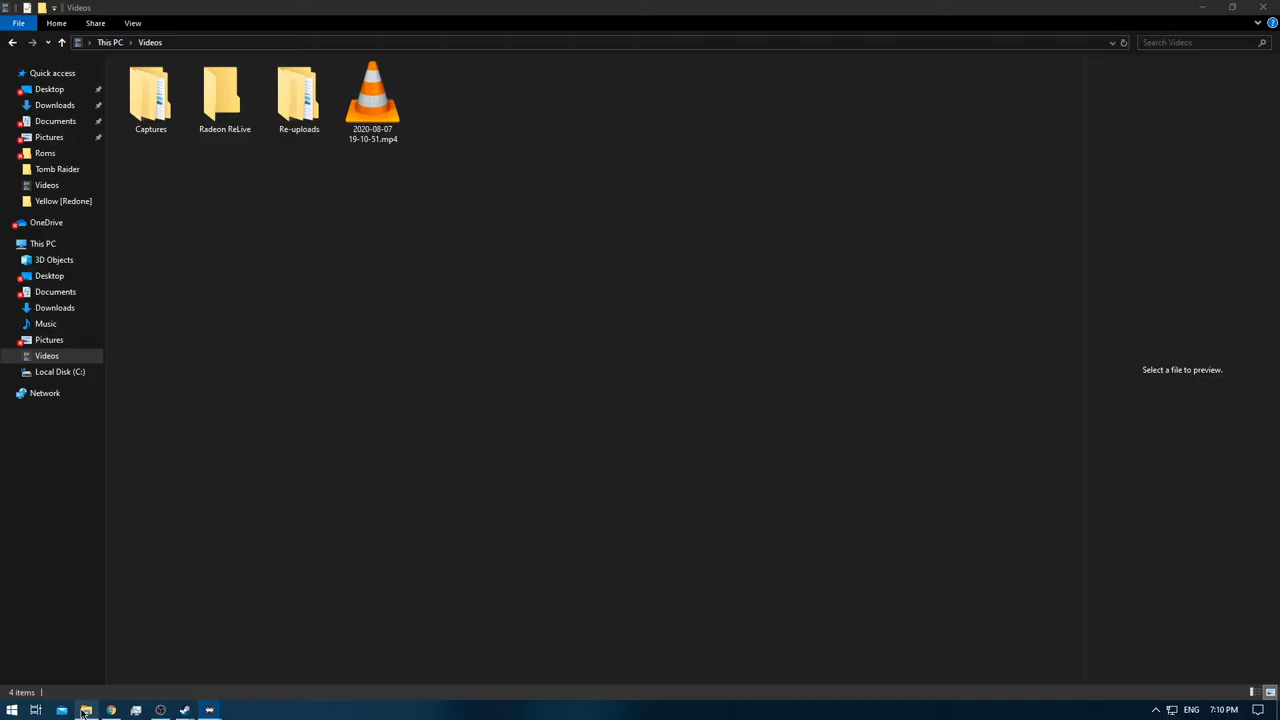 Videos
File Home Share View
This PC Videos Search Videos
Quick access
Desktop
Downloads
Documents
Pictures
Roms
Tomb Raider
Videos
Yellow [Redone]
OneDrive
This PC
3D Objects
Desktop
Documents
Downloads
Music
Pictures
Videos
Local Disk (C:)
Network
Captures
Radeon ReLive
Re-uploads
2020-08-07
19-10-51.mp4
Select a file to preview.
4 items
ENG 7:10 PM